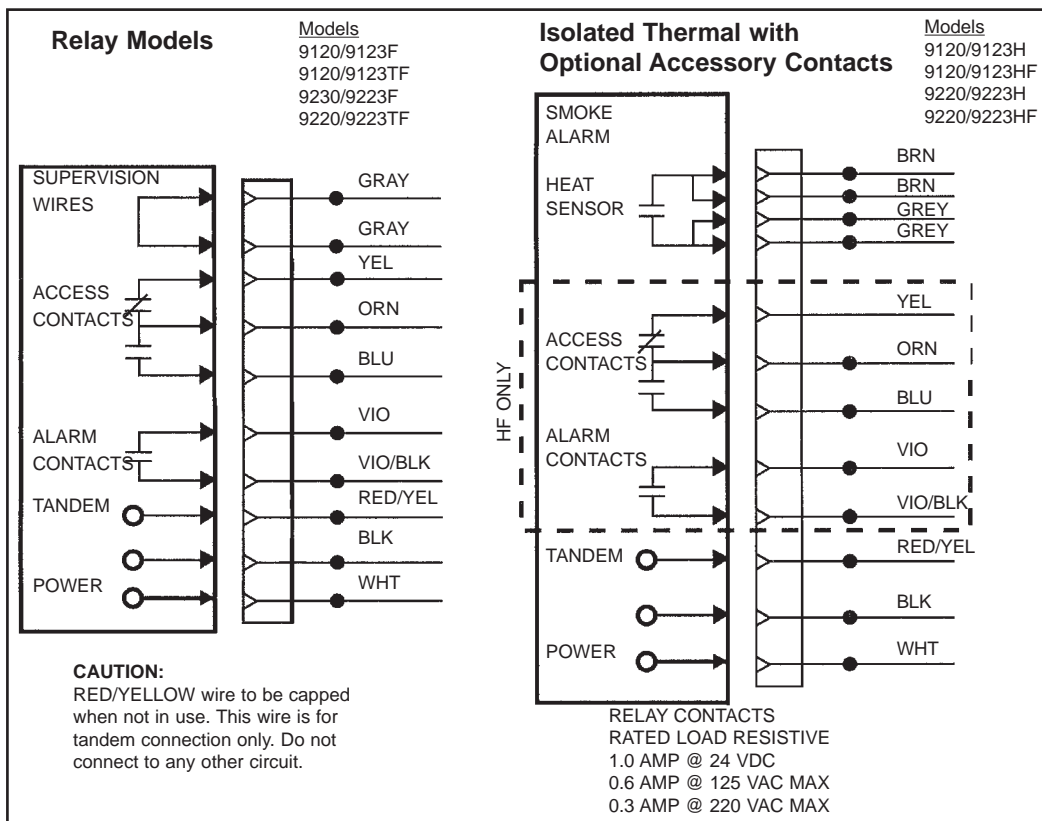 Relay Models
Models
9120/9123F
9120/9123TF
9230/9223F
9220/9223TF
SUPERVISION
WIRES
GRAY
GRAY
YEL
ACCESS
CONTACTS
ORN
BLU
VIO
ALARM
CONTACTS
VIO/BLK
RED/YEL
TANDEM
BLK
POWER
WHT
CAUTION:
RED/YELLOW wire to be capped
when not in use. This wire is for
tandem connection only. Do not
connect to any other circuit.
Isolated Thermal with
Optional Accessory Contacts
Models
9120/9123H
9120/9123HF
9220/9223H
9220/9223HF
SMOKE
ALARM
HEAT
SENSOR
BRN
BRN
GREY
GREY
HF ONLY
YEL
ACCESS
CONTACTS
ORN
BLU
ALARM
CONTACTS
VIO
VIO/BLK
TANDEM
RED/YEL
BLK
POWER
WHT
RELAY CONTACTS
RATED LOAD RESISTIVE
1.0 AMP @ 24 VDC
0.6 AMP @ 125 VAC MAX
0.3 AMP @ 220 VAC MAX